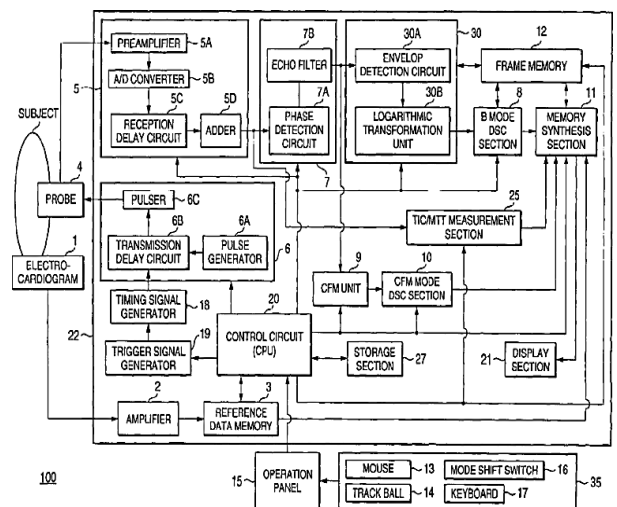 5
PREAMPLIFIER
5A
A/D CONVERTER
5B
5C
RECEPTION
DELAY CIRCUIT
5D
ADDER
7B
ECHO FILTER
7A
PHASE
DETECTION
CIRCUIT
7
30A
30
ENVELOP
DETECTION CIRCUIT
30B
LOGARITHMIC
TRANSFORMATION
UNIT
12
FRAME MEMORY
8
B MODE
DSC
SECTION
11
MEMORY
SYNTHESIS
SECTION
SUBJECT
4
PROBE
1
ELECTRO-
CARDIOGRAM
PULSER
6C
6B
TRANSMISSION
DELAY CIRCUIT
6A
PULSE
GENERATOR
6
25
TIC/MTT MEASUREMENT
SECTION
9
CFM UNIT
10
CFM MODE
DSC SECTION
TIMING SIGNAL
GENERATOR
18
20
CONTROL CIRCUIT
(CPU)
22
TRIGGER SIGNAL
GENERATOR
19
STORAGE
SECTION
27
21
DISPLAY
SECTION
2
AMPLIFIER
3
REFERENCE
DATA MEMORY
100
15
OPERATION
PANEL
MOUSE
13
MODE SHIFT SWITCH
16
35
TRACK BALL
14
KEYBOARD
17